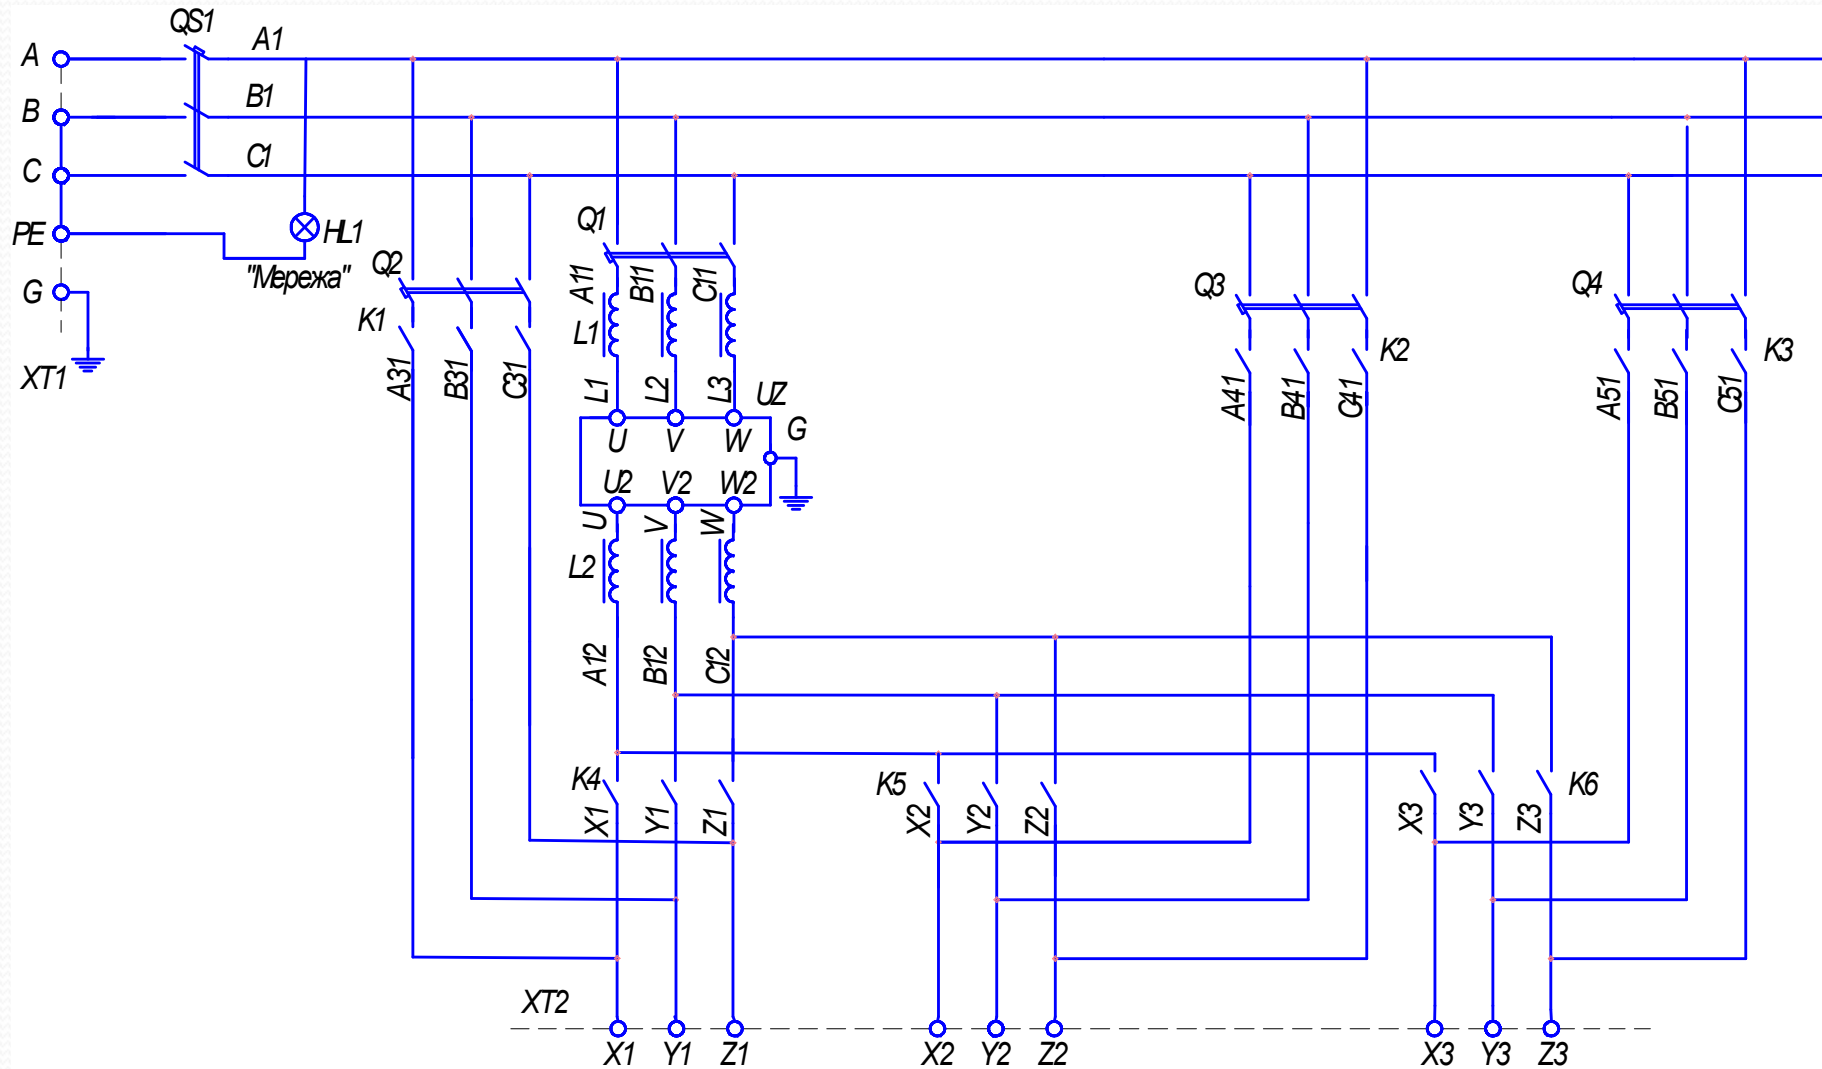 QS1
A
A1
B
B1
C
C1
PE
HL1
"Мережа"
G
XT1
Q2
K1
A31
B31
C31
Q1
A11
B11
C11
L1
L1
L2
L3
UZ
G
U
V
W
U2
V2
W2
U
V
W
L2
A12
B12
C12
Q3
K2
A41
B41
C41
Q4
K3
A51
B51
C51
K4
X1
Y1
Z1
K5
X2
Y2
Z2
K6
X3
Y3
Z3
XT2
X1
Y1
Z1
X2
Y2
Z2
X3
Y3
Z3